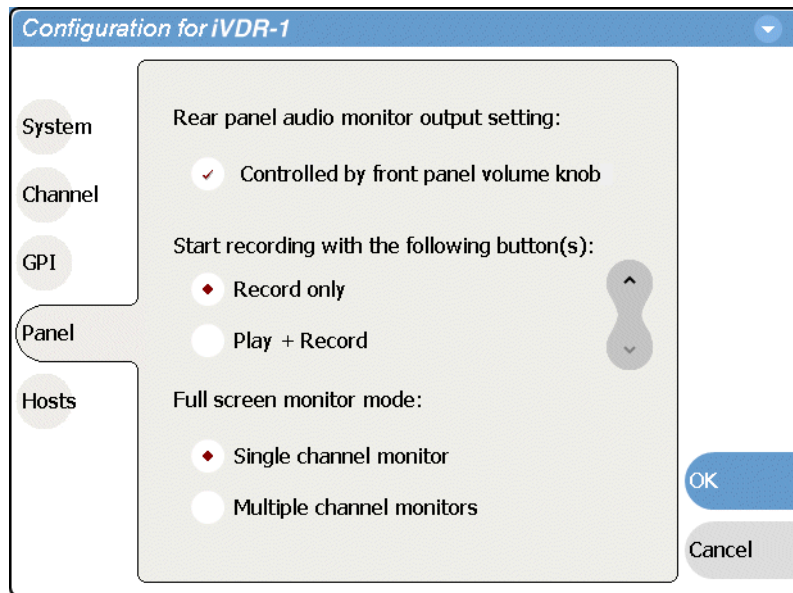 Configuration for iVDR-1
System
Channel
GPI
Panel
Hosts
Rear panel audio monitor output setting:
Controlled by front panel volume knob
Start recording with the following button(s):
Record only
Play + Record
Full screen monitor mode:
Single channel monitor
Multiple channel monitors
OK
Cancel